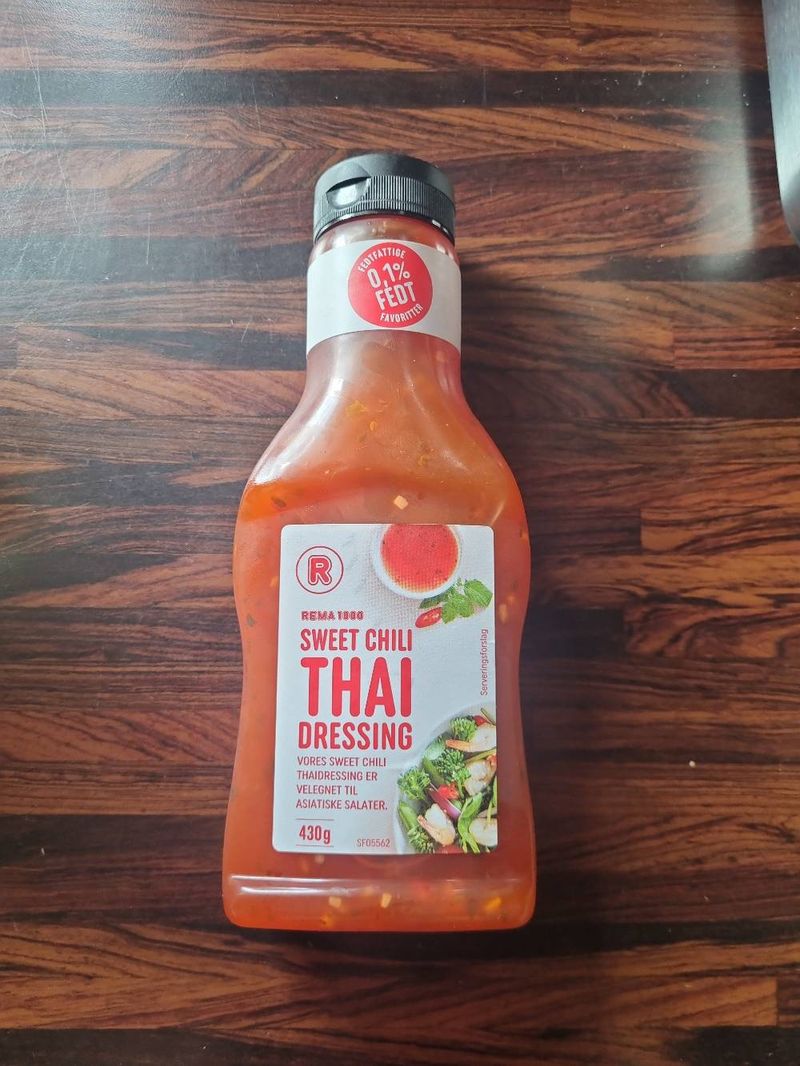 FEDTFATTIGE
0,1%
FEDT
FAVORITTER
R
REMA 1000
SWEET CHILI
THAI
DRESSING
VORES SWEET CHILI
THAIDRESSING ER
VELEGNET TIL
ASIATISKE SALATER.
430g
SF05562
Serveringsforslag